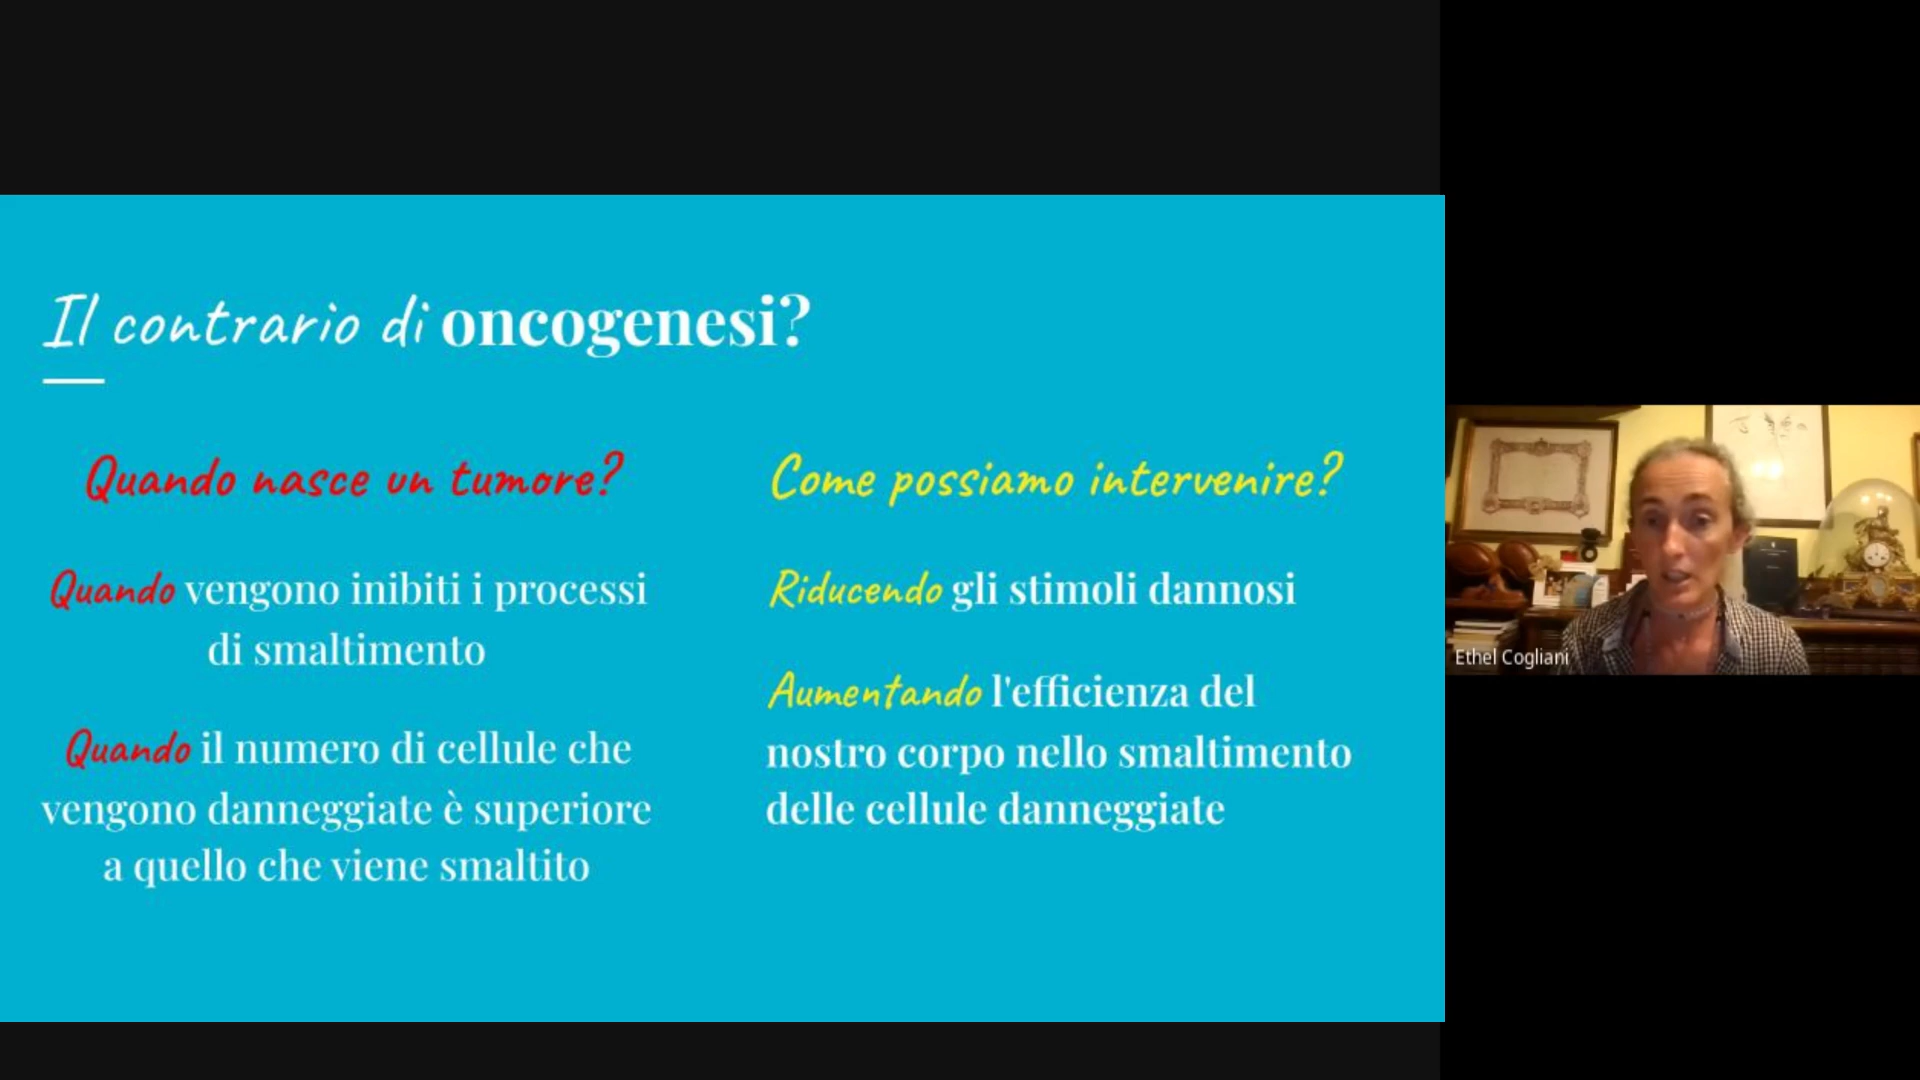 Il contrario di oncogenesi?
Quando nasce un tumore?
Quando vengono inibiti i processi
di smaltimento
Quando il numero di cellule che
vengono danneggiate è superiore
a quello che viene smaltito
Come possiamo intervenire?
Riducendo gli stimoli dannosi
Aumentando l'efficienza del
nostro corpo nello smaltimento
delle cellule danneggiate
Ethel Cogliani